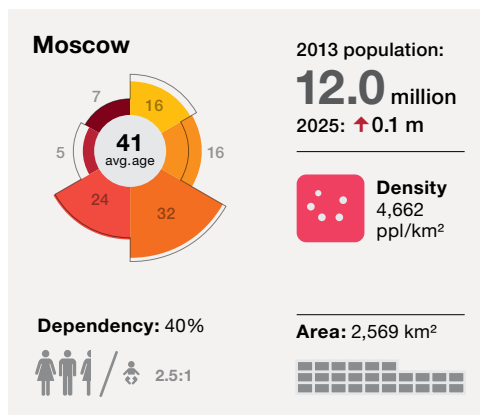 Moscow
7
16
5
41
avg. age
16
24
32
2013 population:
12.0 million
2025: ↑0.1 m
Density
4,662
ppl/km²
Dependency: 40%
2.5:1
Area: 2,569 km²